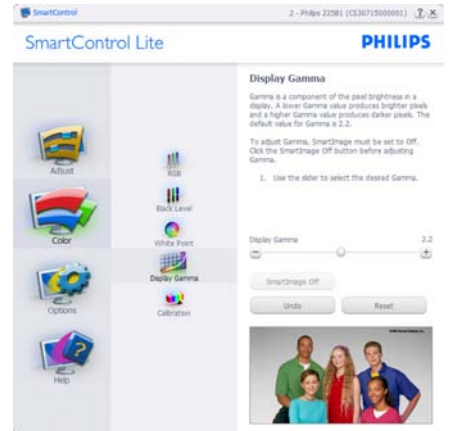 SmartControl
2 - Philips 225B1 (CS30715000001)
SmartControl Lite
PHILIPS
Adjust
Color
Options
Help
RGB
Black Level
White Point
Display Gamma
Calibration
Display Gamma
Gamma is a component of the pixel brightness in a
display. A lower Gamma value produces brighter pixels
and a higher Gamma value produces darker pixels. The
default value for Gamma is 2.2.
To adjust Gamma, SmartImage must be set to Off.
Click the SmartImage Off button before adjusting
Gamma.
1. Use the slider to select the desired Gamma.
Display Gamma 2.2
SmartImage Off
Undo Reset